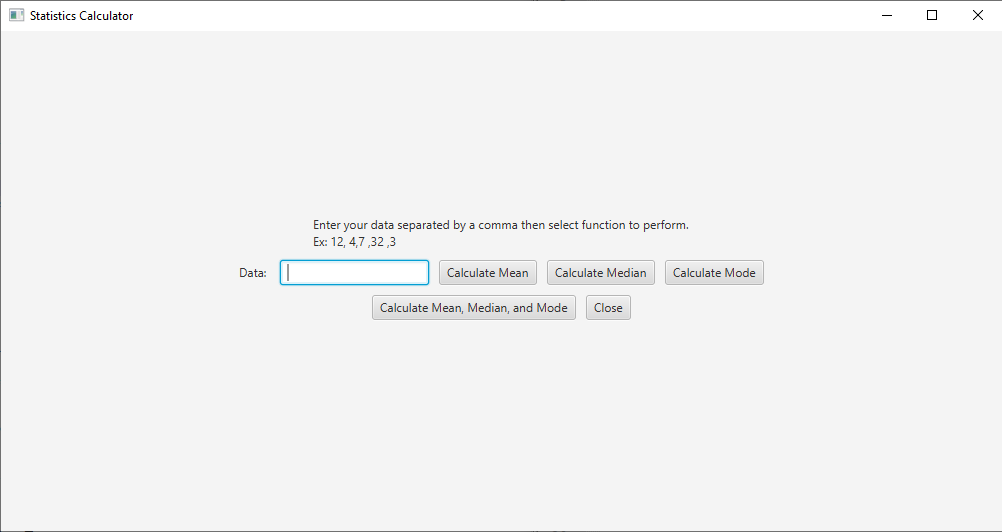 Statistics Calculator
Enter your data separated by a comma then select function to perform.
Ex: 12, 4,7 ,32 ,3
Data: Calculate Mean Calculate Median Calculate Mode
Calculate Mean, Median, and Mode Close